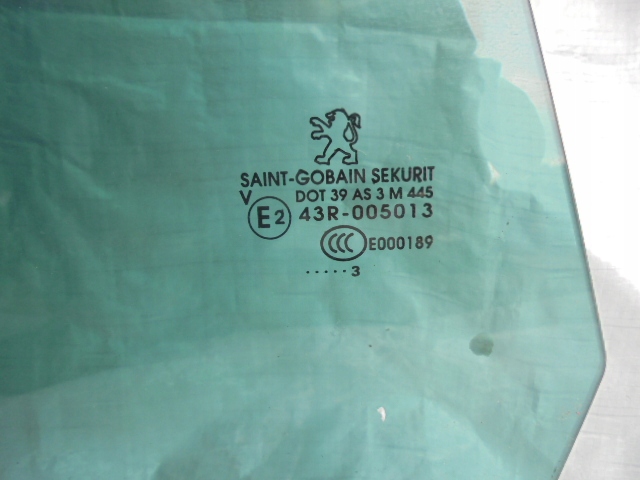 SAINT-GOBAIN SEKURIT
V DOT 39 AS 3 M 445
E2 43R-005013
CCC E000189
.....3